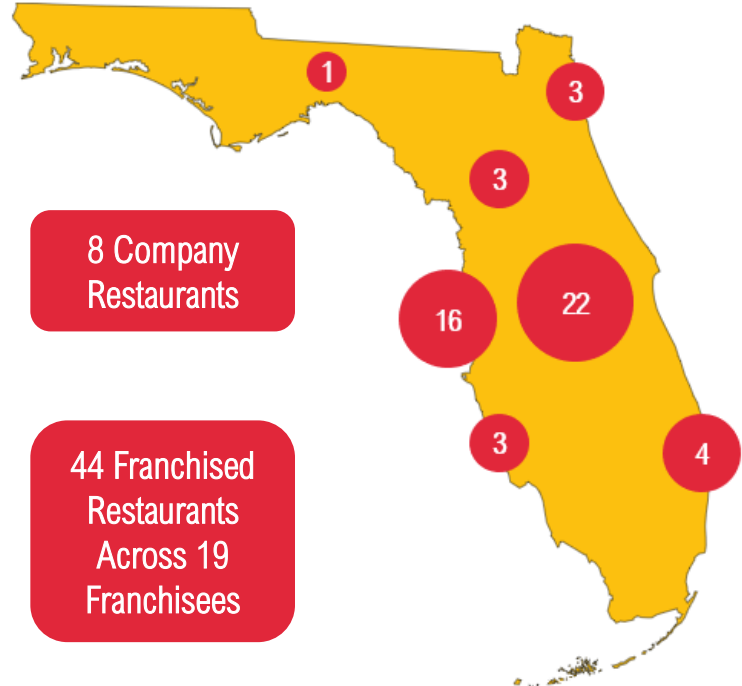 1
3
3
8 Company
Restaurants
16
22
44 Franchised
Restaurants
Across 19
Franchisees
3
4